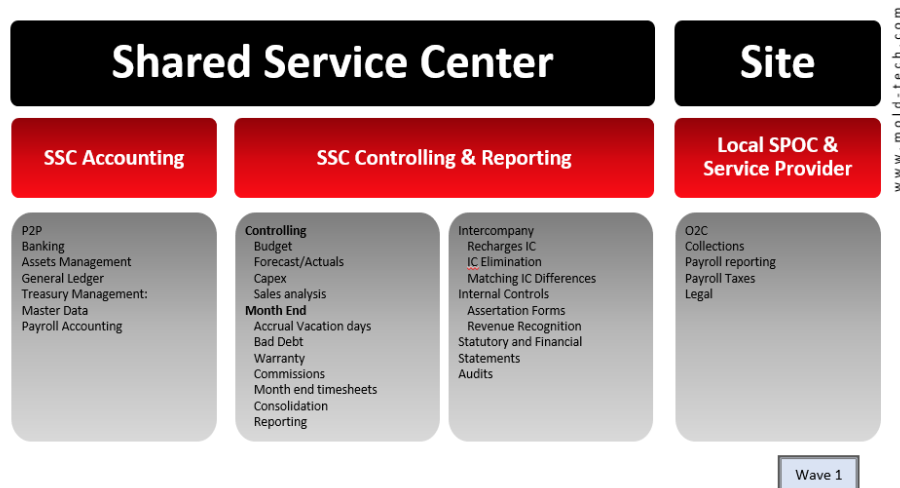 Shared Service Center
Site
SSC Accounting
SSC Controlling & Reporting
Local SPOC &
Service Provider
P2P
Banking
Assets Management
General Ledger
Treasury Management:
Master Data
Payroll Accounting
Controlling
Budget
Forecast/Actuals
Capex
Sales analysis
Month End
Accrual Vacation days
Bad Debt
Warranty
Commissions
Month end timesheets
Consolidation
Reporting
Intercompany
Recharges IC
IC Elimination
Matching IC Differences
Internal Controls
Assertation Forms
Revenue Recognition
Statutory and Financial
Statements
Audits
O2C
Collections
Payroll reporting
Payroll Taxes
Legal
Wave 1
www.mold-tech.com